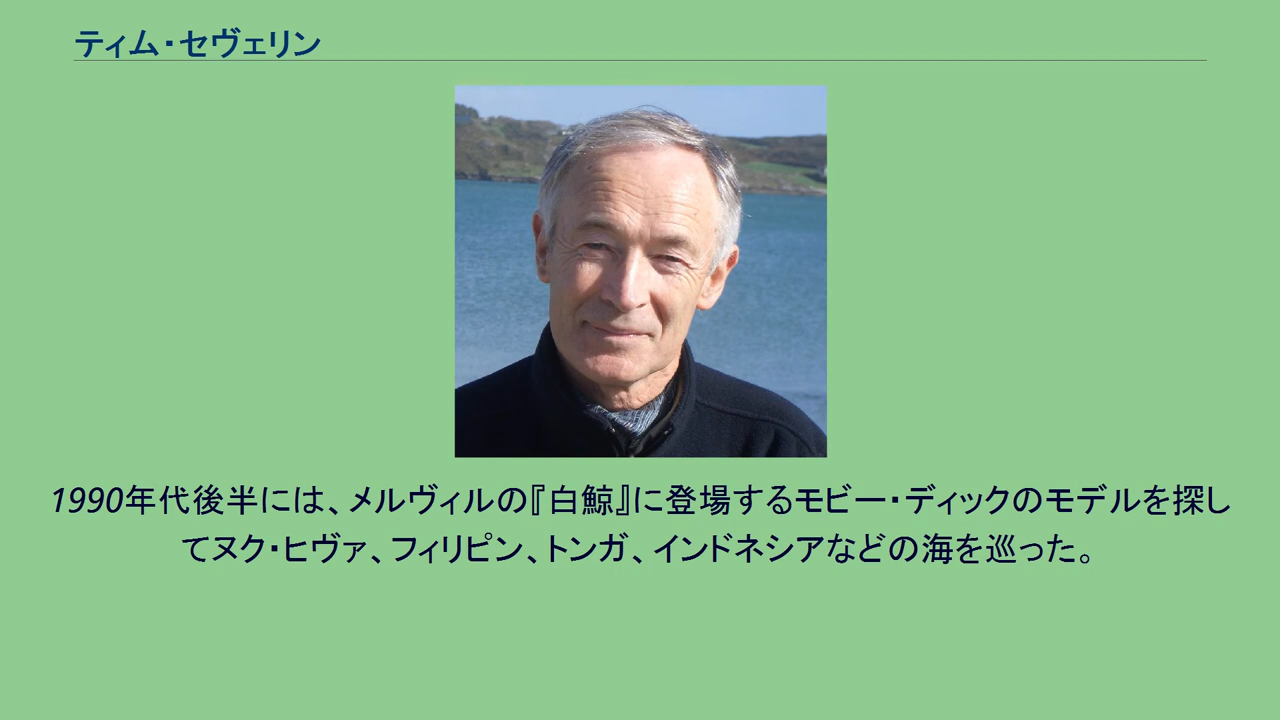 ティム・セヴェリン
1990年代後半には、メルヴィルの『白鯨』に登場するモビー・ディックのモデルを探し
てヌク・ヒヴァ、フィリピン、トンガ、インドネシアなどの海を巡った。